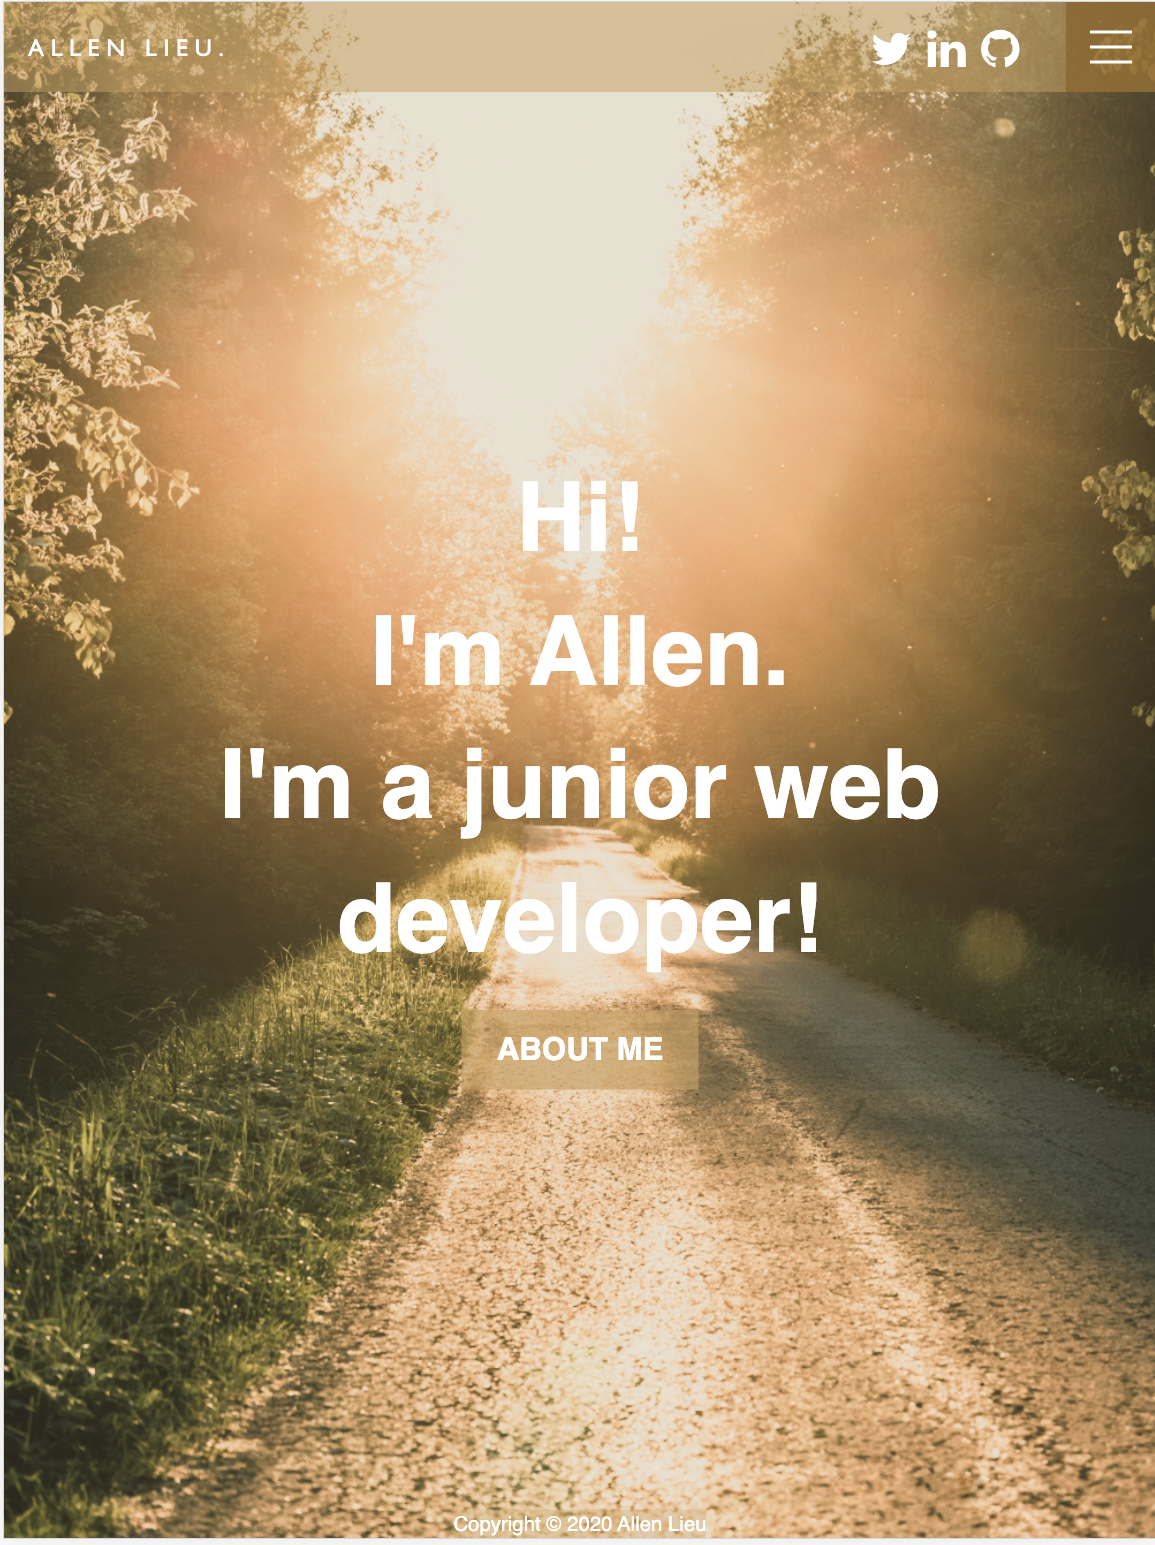 ALLEN LIEU.
in
Hi!
I'm Allen.
I'm a junior web
developer!
ABOUT ME
Copyright © 2020 Allen Lieu